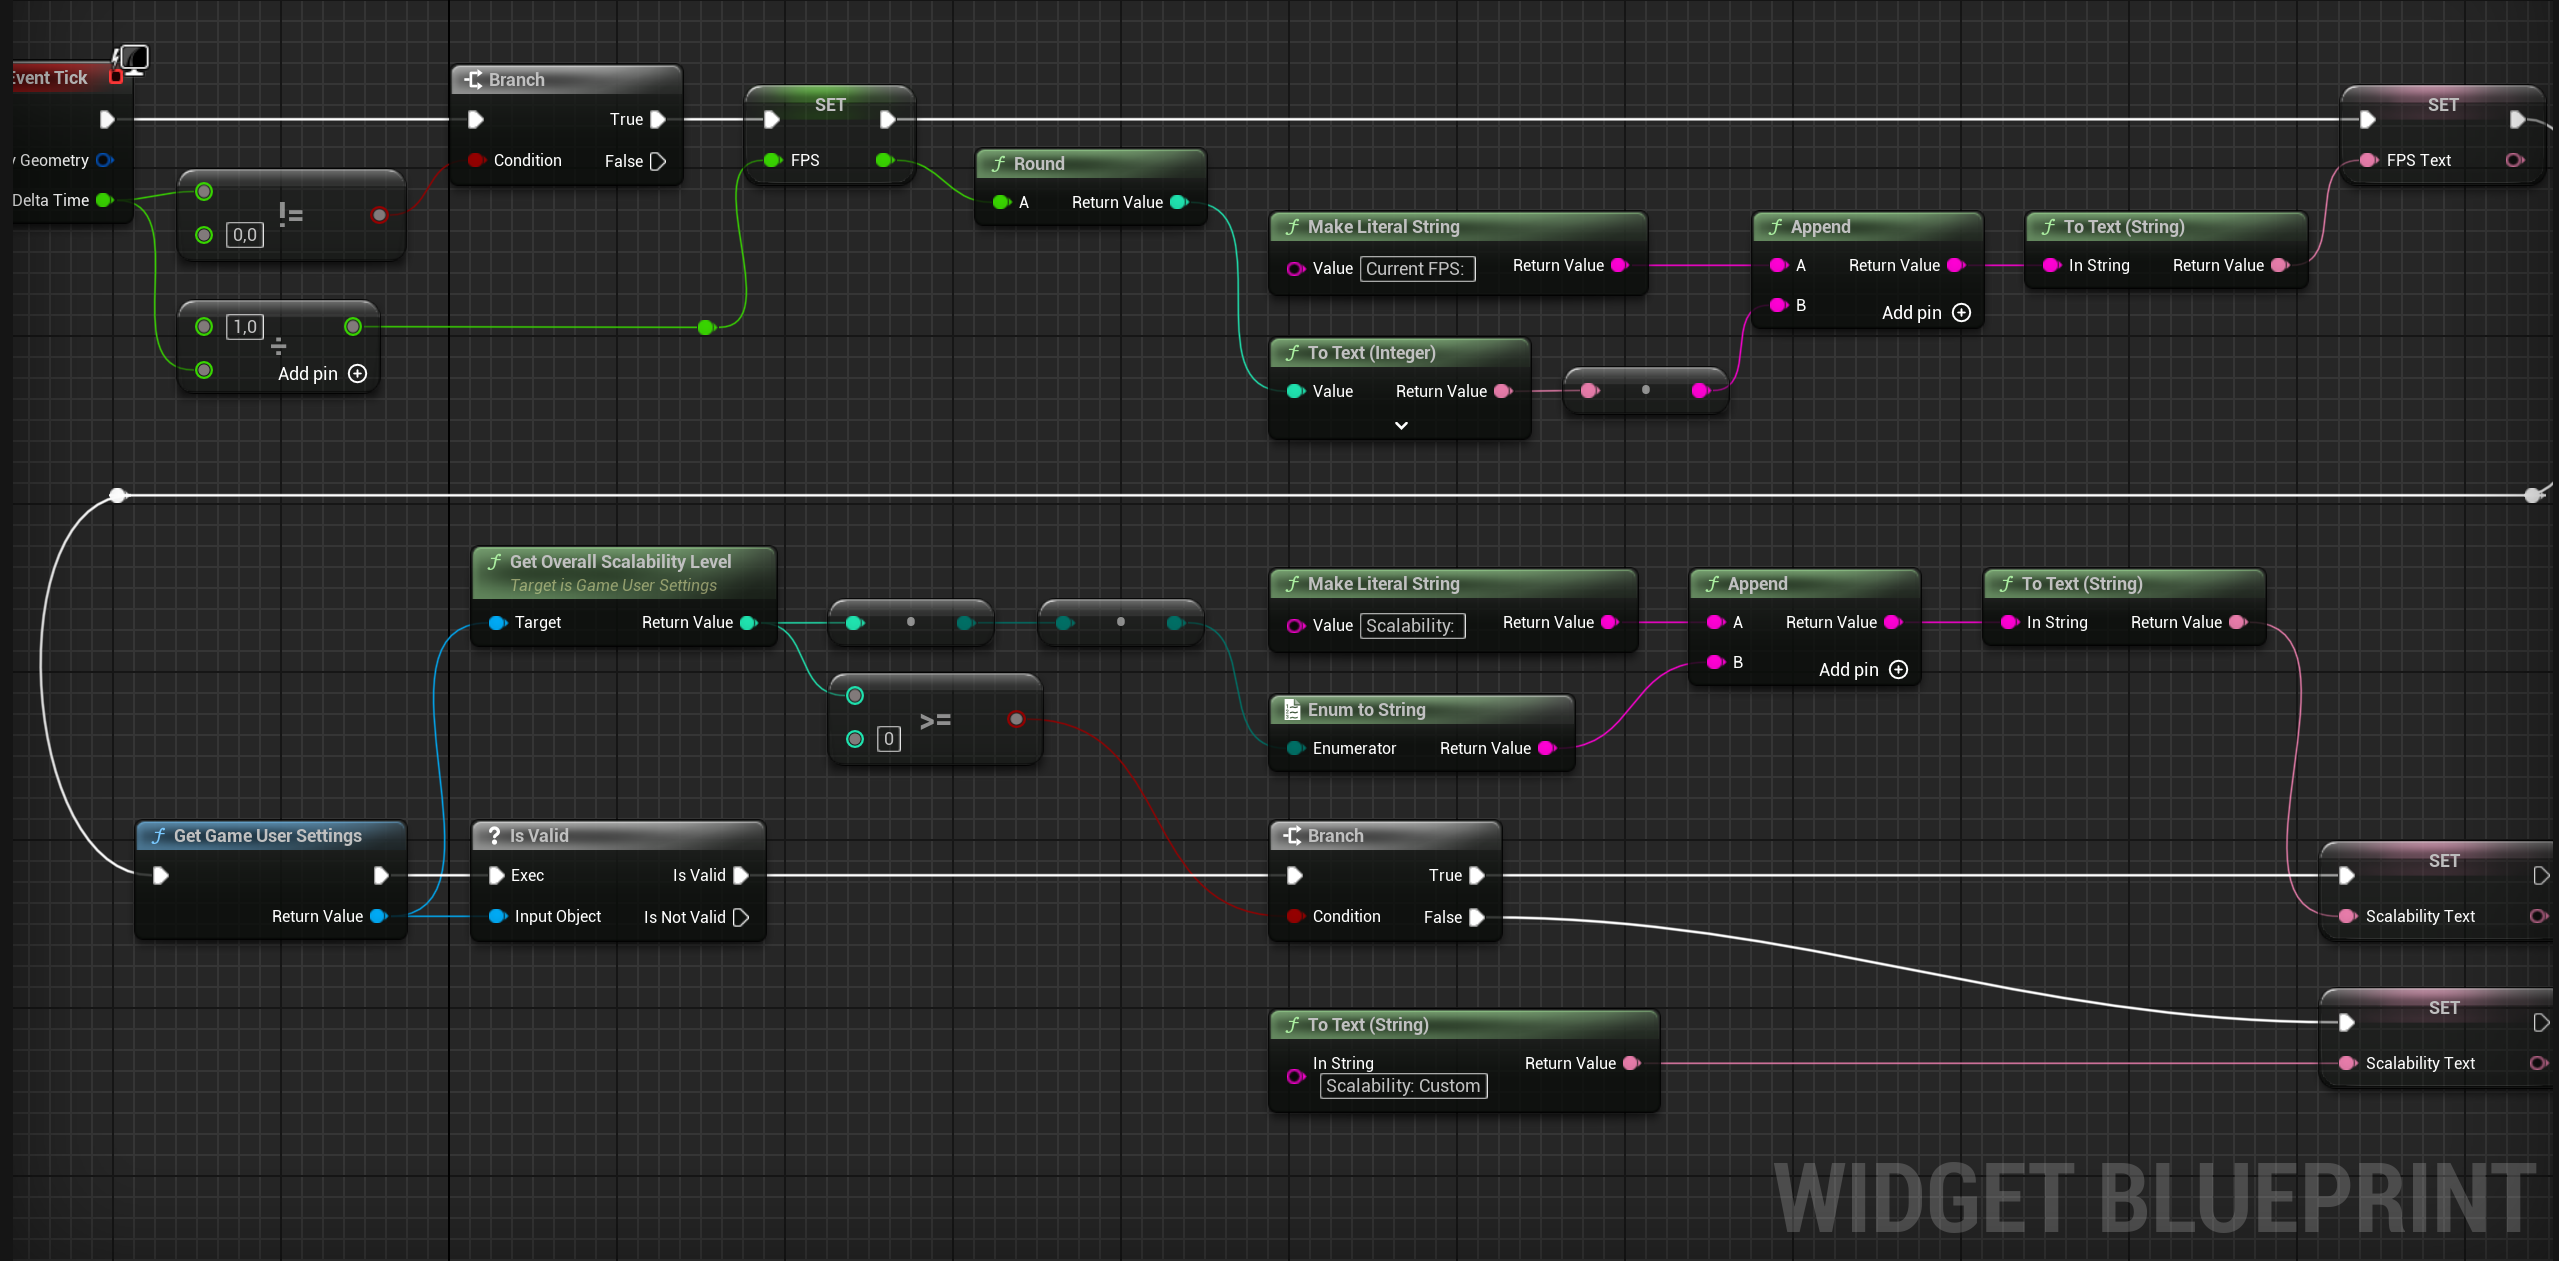 Event Tick
Geometry
Delta Time
!=
0,0
1,0
÷
Add pin
Branch
True
Condition
False
SET
FPS
Round
A
Return Value
Make Literal String
Value
Current FPS:
Return Value
To Text (Integer)
Value
Return Value
Append
A
Return Value
B
Add pin
To Text (String)
In String
Return Value
SET
FPS Text
Get Overall Scalability Level
Target is Game User Settings
Target
Return Value
>=
0
Make Literal String
Value
Scalability:
Return Value
Enum to String
Enumerator
Return Value
Append
A
Return Value
B
Add pin
To Text (String)
In String
Return Value
Get Game User Settings
Return Value
Is Valid
Exec
Is Valid
Input Object
Is Not Valid
Branch
True
Condition
False
SET
Scalability Text
To Text (String)
In String
Return Value
Scalability: Custom
SET
Scalability Text
WIDGET BLUEPRINT